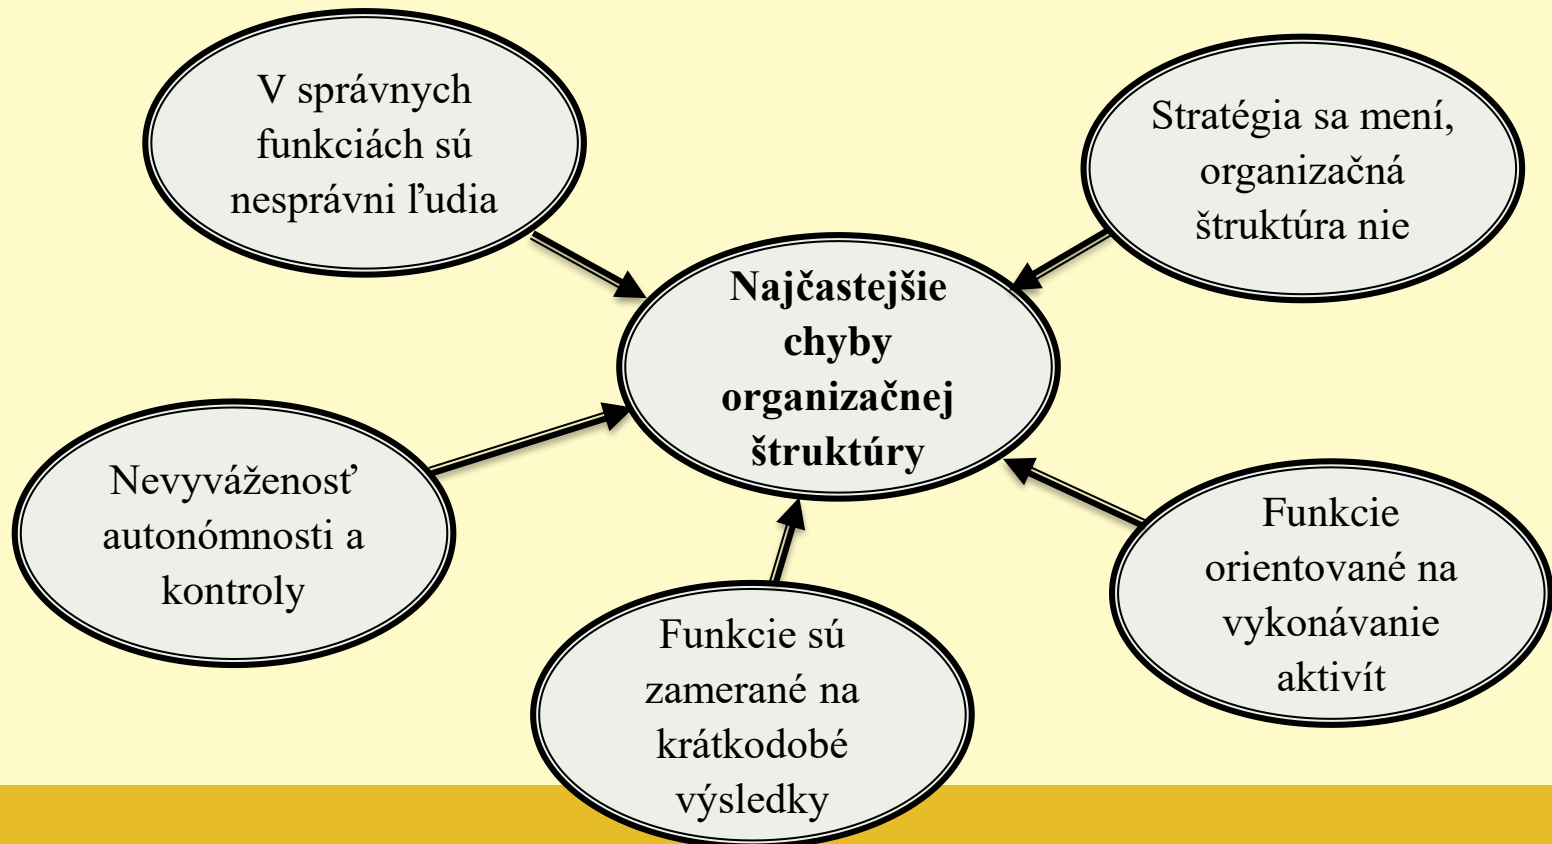 V správnych
funkciách sú
nesprávni ľudia
Stratégia sa mení,
organizačná
štruktúra nie
Najčastejšie
chyby
organizačnej
štruktúry
Nevyváženosť
autonómnosti a
kontroly
Funkcie
orientované na
vykonávanie
aktivít
Funkcie sú
zamerané na
krátkodobé
výsledky